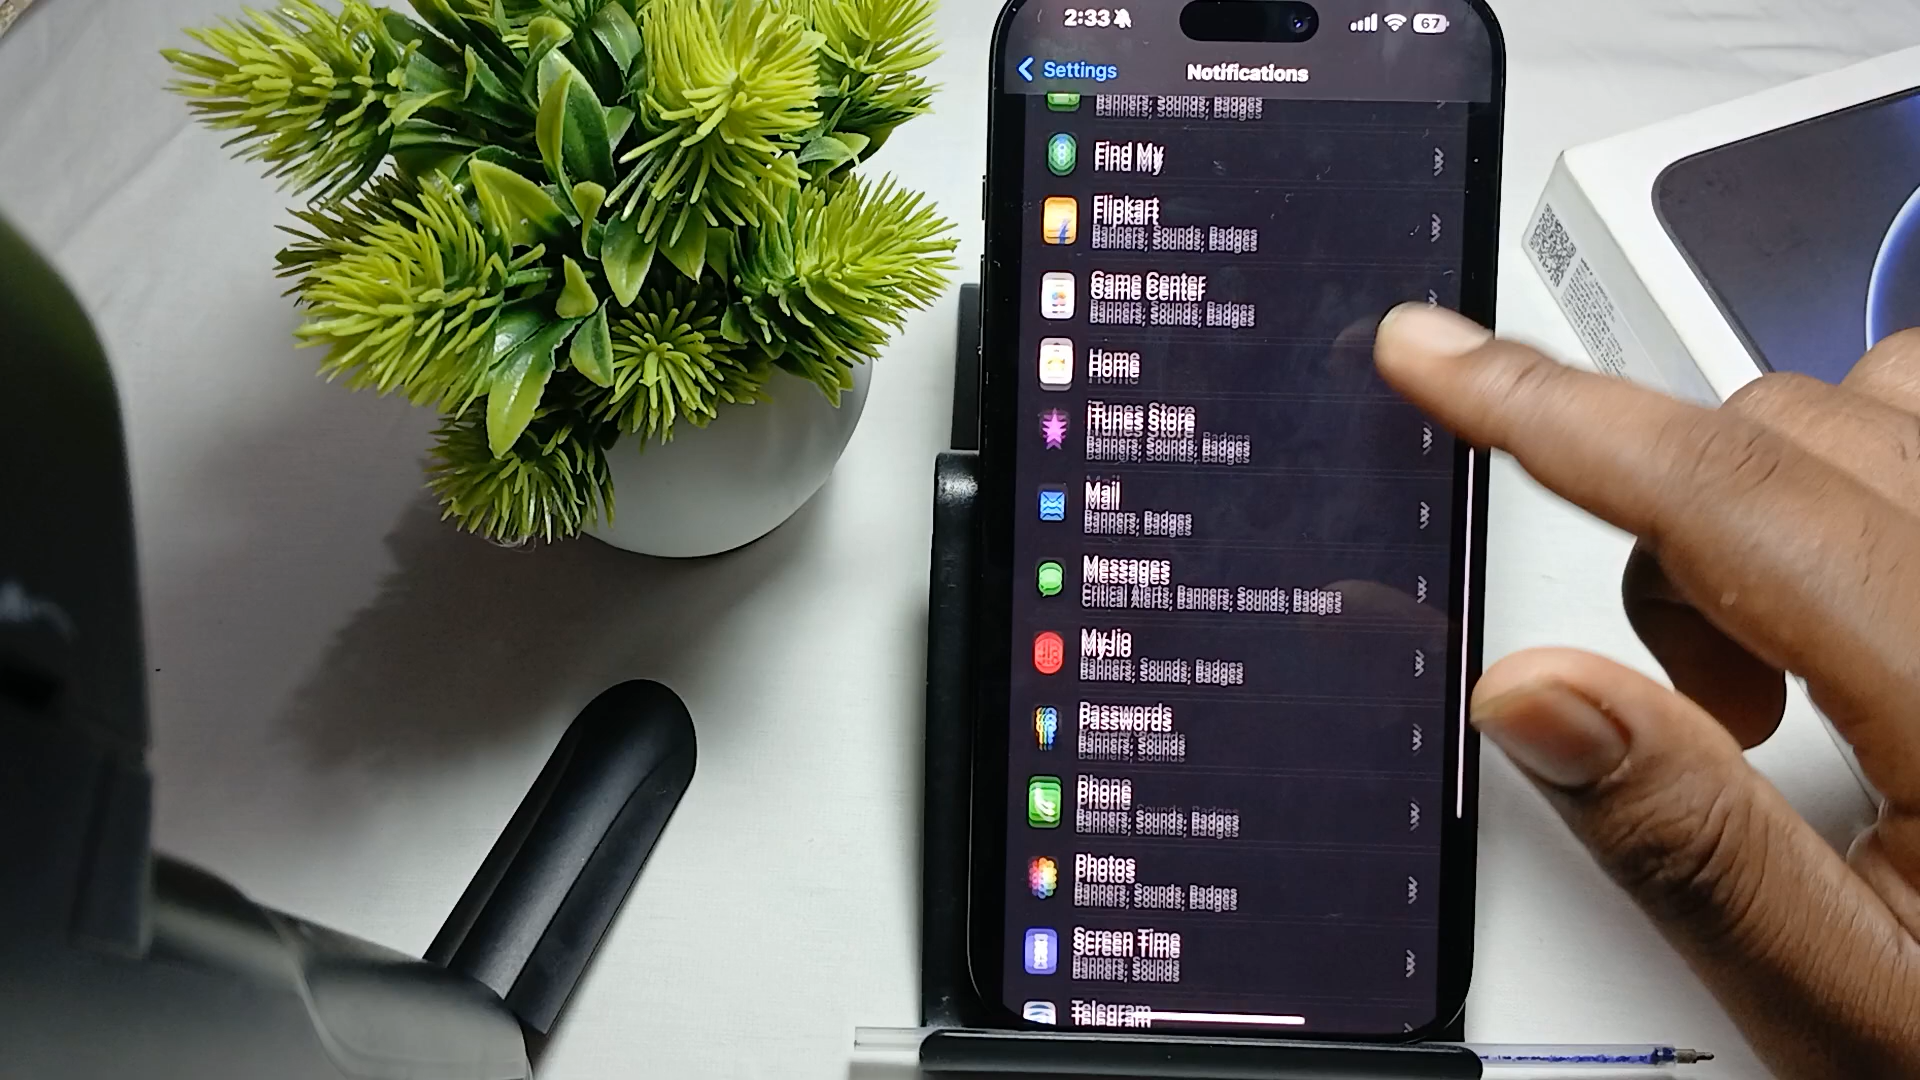 2:33
67
Settings
Notifications
Banners, Sounds, Badges
Find My
Flipkart
Banners, Sounds, Badges
Game Center
Banners, Sounds, Badges
Home
iTunes Store
Banners, Sounds, Badges
Mail
Banners, Badges
Messages
Critical Alerts, Banners, Sounds, Badges
MyJio
Banners, Sounds, Badges
Passwords
Banners, Sounds
Phone
Banners, Sounds, Badges
Photos
Banners, Sounds, Badges
Screen Time
Banners, Sounds
Telegram